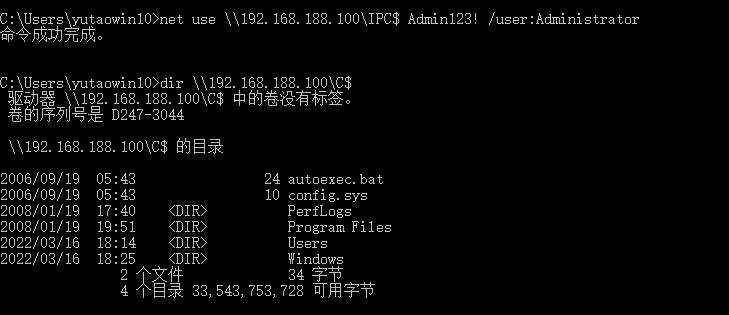 C:\Users\yutaowin10>net use \\192.168.188.100\IPC$ Admin123! /user:Administrator
命令成功完成。
C:\Users\yutaowin10>dir \\192.168.188.100\C$
驱动器 \\192.168.188.100\C$ 中的卷没有标签。
卷的序列号是 D247-3044
\\192.168.188.100\C$ 的目录
2006/09/19  05:43                24 autoexec.bat
2006/09/19  05:43                10 config.sys
2008/01/19  17:40    <DIR>          PerfLogs
2008/01/19  19:51    <DIR>          Program Files
2022/03/16  18:14    <DIR>          Users
2022/03/16  18:25    <DIR>          Windows
2 个文件             34 字节
4 个目录 33,543,753,728 可用字节